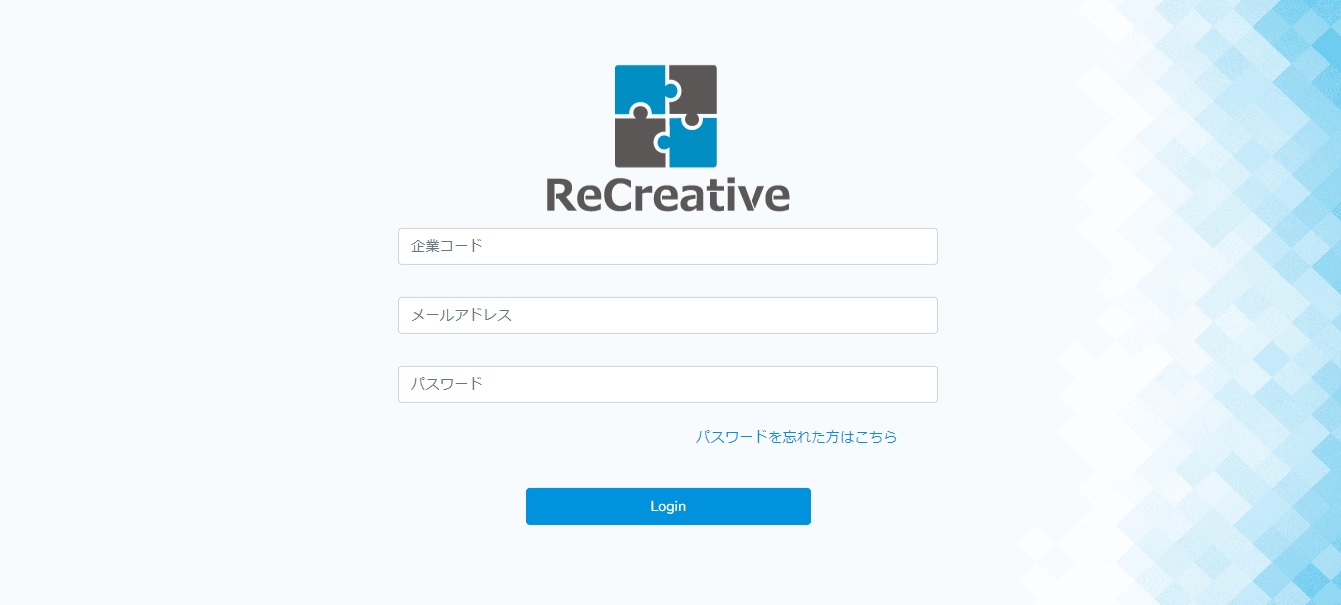 ReCreative
企業コード
メールアドレス
パスワード
パスワードを忘れた方はこちら
Login